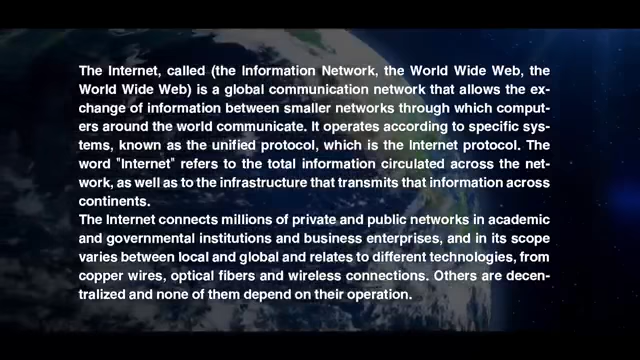 The Internet, called (the Information Network, the World Wide Web, the
World Wide Web) is a global communication network that allows the ex-
change of information between smaller networks through which comput-
ers around the world communicate. It operates according to specific sys-
tems, known as the unified protocol, which is the Internet protocol. The
word "Internet" refers to the total information circulated across the net-
work, as well as to the infrastructure that transmits that information across
continents.
The Internet connects millions of private and public networks in academic
and governmental institutions and business enterprises, and in its scope
varies between local and global and relates to different technologies, from
copper wires, optical fibers and wireless connections. Others are decen-
tralized and none of them depend on their operation.